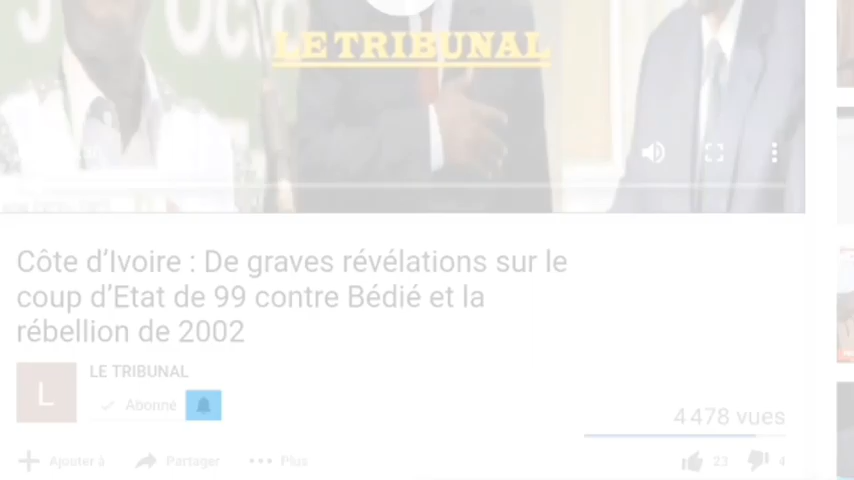 LE TRIBUNAL
Côte d'Ivoire : De graves révélations sur le
coup d'Etat de 99 contre Bédié et la
rébellion de 2002
LE TRIBUNAL
L
Abonné
4 478 vues
Ajouter à Partager Plus 23 4